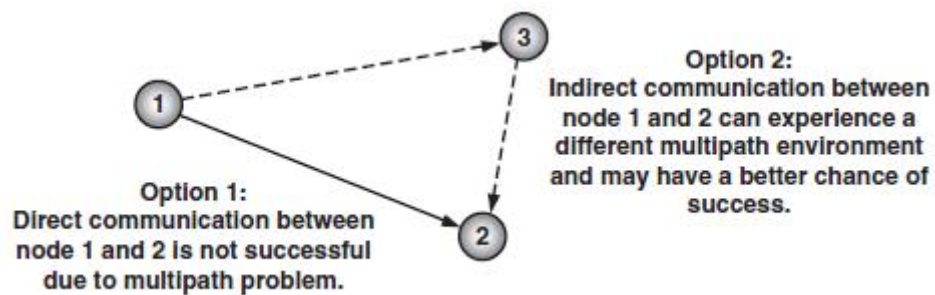 3
1
Option 2:
Indirect communication between
node 1 and 2 can experience a
different multipath environment
and may have a better chance of
success.
Option 1:
Direct communication between
node 1 and 2 is not successful
due to multipath problem.
2